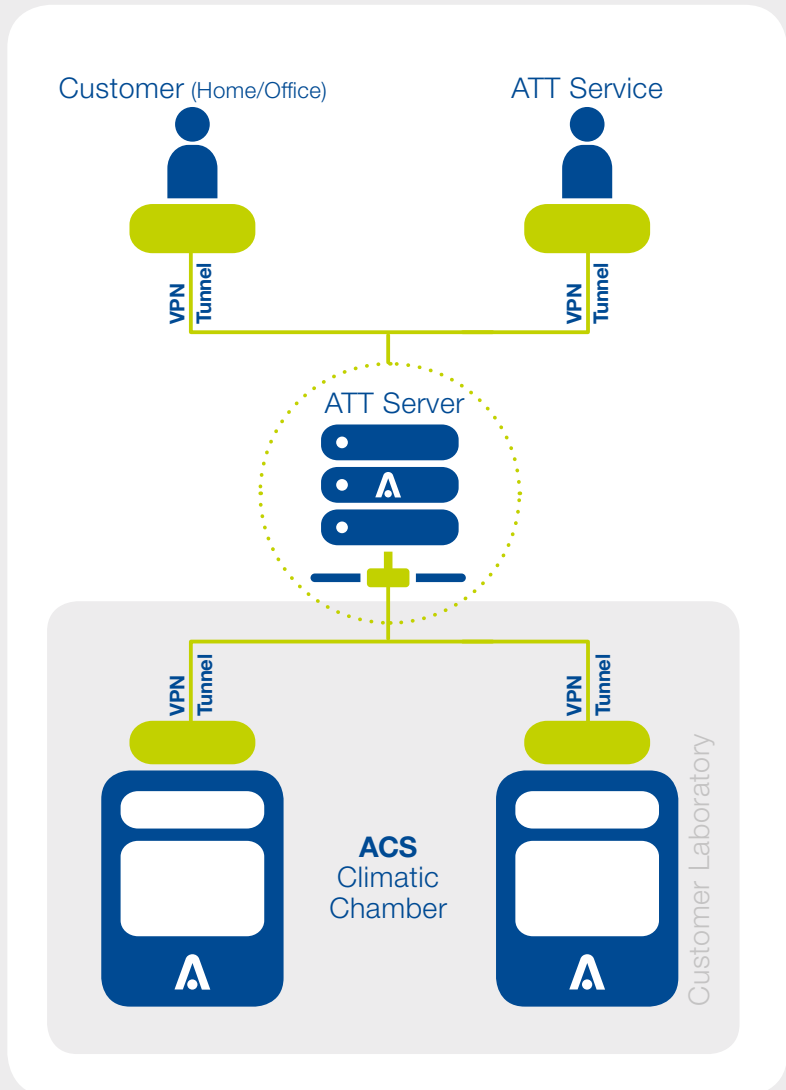 Customer (Home/Office)
ATT Service
VPN
Tunnel
VPN
Tunnel
ATT Server
VPN
Tunnel
VPN
Tunnel
ACS
Climatic
Chamber
Customer Laboratory